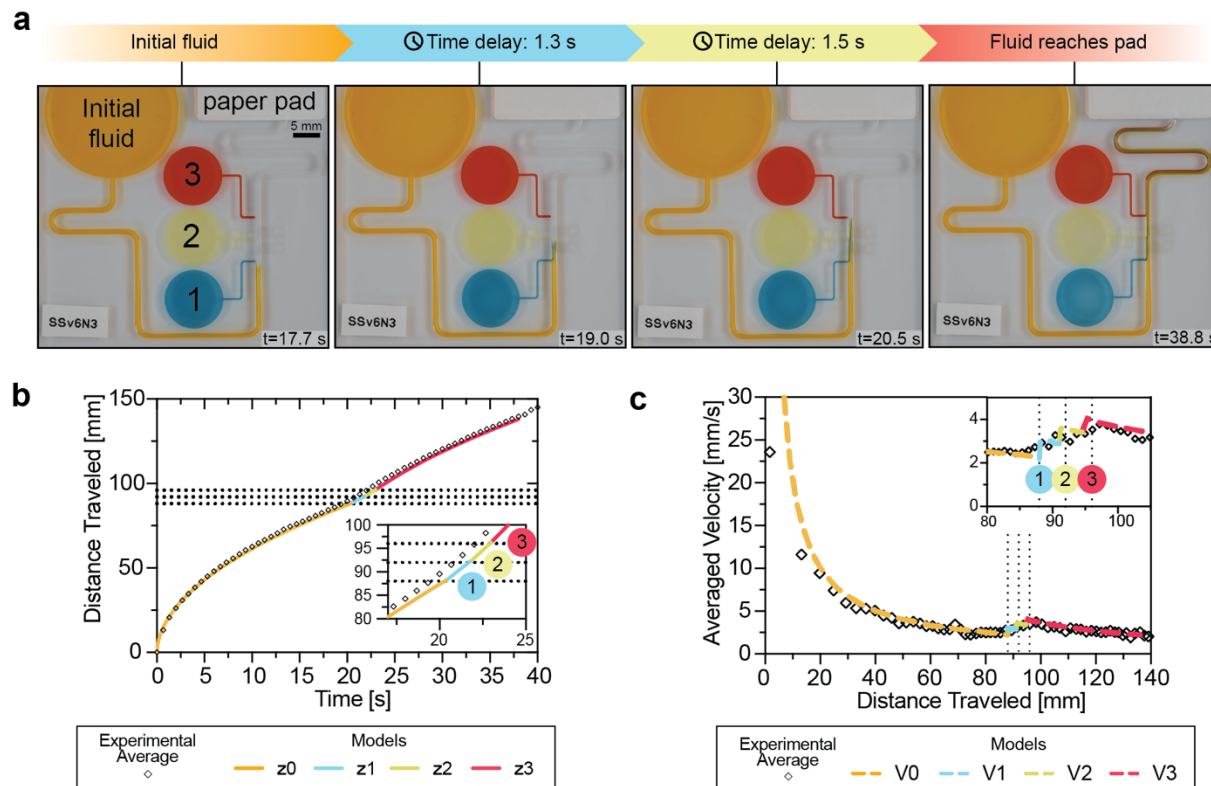 a
Initial fluid
Time delay: 1.3 s
Time delay: 1.5 s
Fluid reaches pad
Initial fluid
paper pad
5 mm
3
2
1
SSv6N3
t=17.7 s
SSv6N3
t=19.0 s
SSv6N3
t=20.5 s
SSv6N3
t=38.8 s
b
Distance Traveled [mm]
150
100
50
0
0 5 10 15 20 25 30 35 40
Time [s]
100
95
90
85
80
20 25
1
2
3
Experimental Average
Models
z0 z1 z2 z3
c
Averaged Velocity [mm/s]
30
25
20
15
10
5
0
0 20 40 60 80 100 120 140
Distance Traveled [mm]
4
2
0
80 90 100
1 2 3
Experimental Average
Models
V0 V1 V2 V3